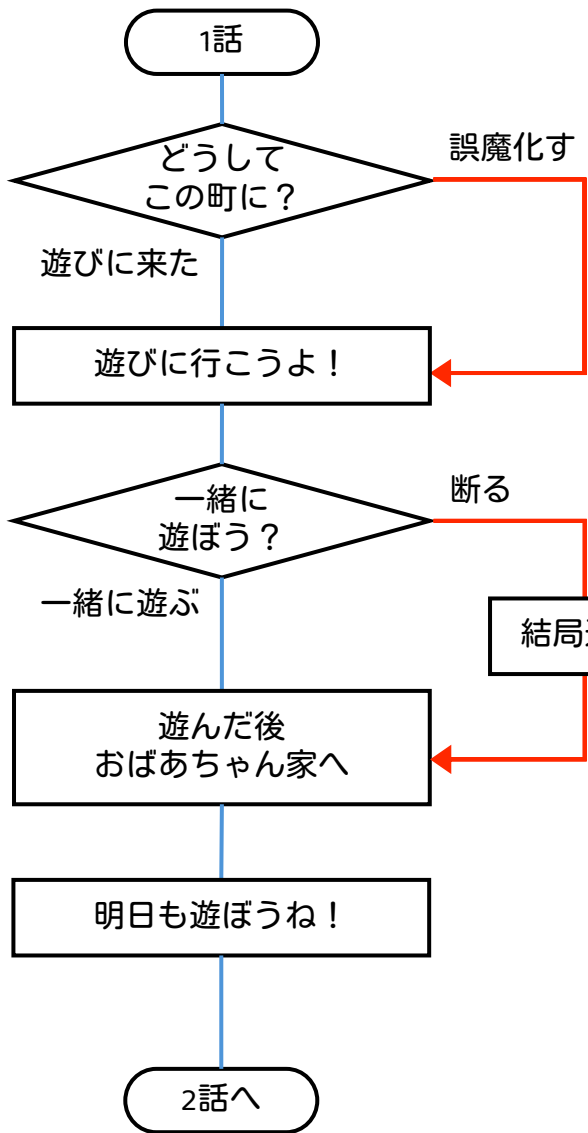 1話
どうして
この町に？
誤魔化す
遊びに来た
遊びに行こうよ！
一緒に
遊ぼう？
断る
一緒に遊ぶ
結局
遊んだ後
おばあちゃん家へ
明日も遊ぼうね！
2話へ